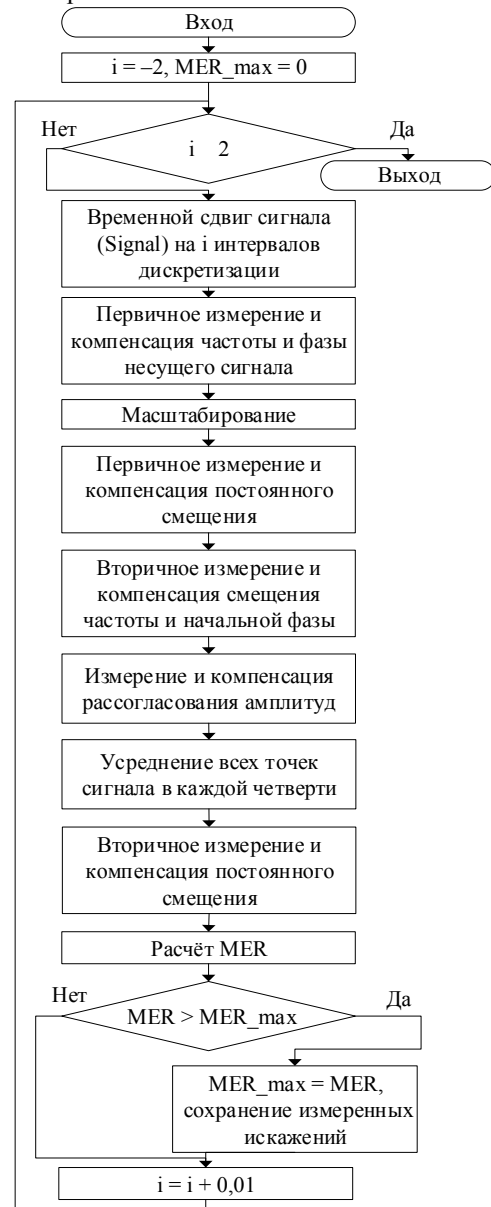 Вход
i = –2, MER_max = 0
Нет
Да
i 2
Выход
Временной сдвиг сигнала
(Signal) на i интервалов
дискретизации
Первичное измерение и
компенсация частоты и фазы
несущего сигнала
Масштабирование
Первичное измерение и
компенсация постоянного
смещения
Вторичное измерение и
компенсация смещения
частоты и начальной фазы
Измерение и компенсация
рассогласования амплитуд
Усреднение всех точек
сигнала в каждой четверти
Вторичное измерение и
компенсация постоянного
смещения
Расчёт MER
Нет
Да
MER > MER_max
MER_max = MER,
сохранение измеренных
искажений
i = i + 0,01